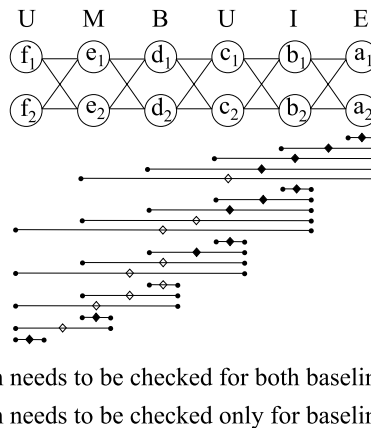 U M B U I E
f1 e1 d1 c1 b1 a1
f2 e2 d2 c2 b2 a2
n needs to be checked for both baselin
n needs to be checked only for baselin